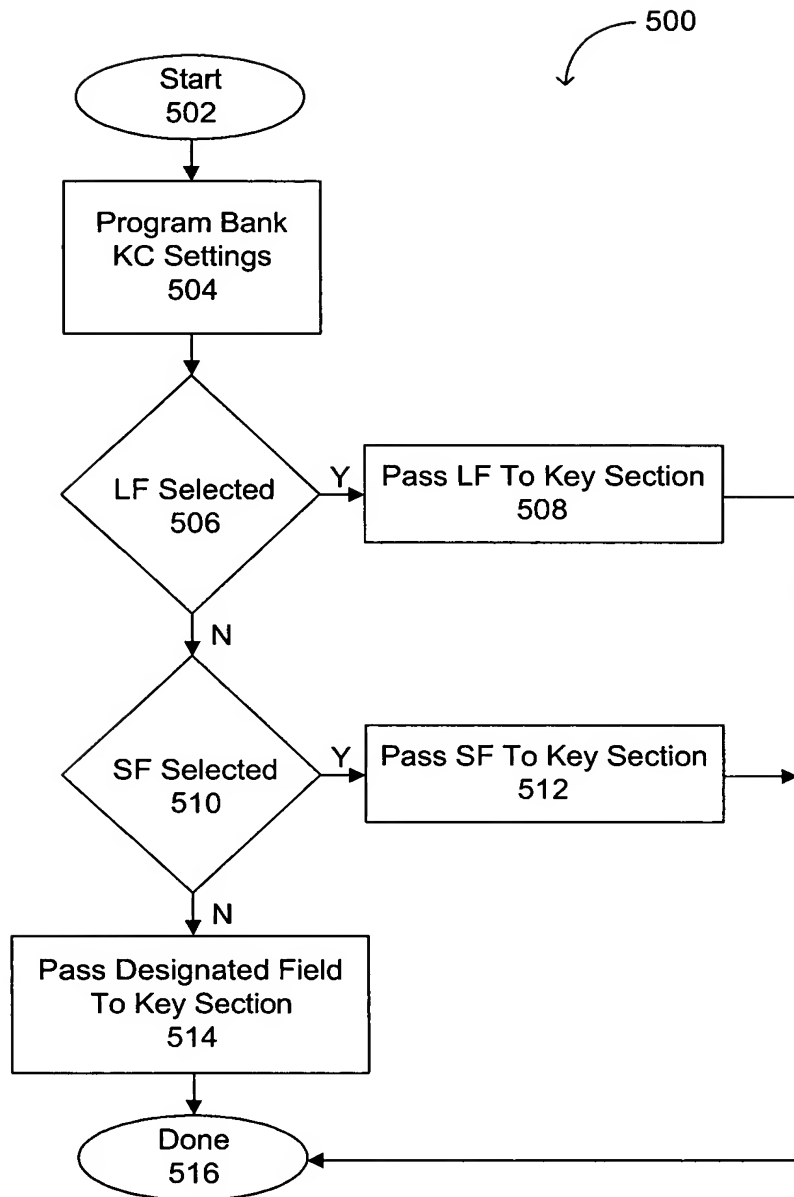 500
Start
502
Program Bank
KC Settings
504
LF Selected
506
Y
Pass LF To Key Section
508
N
SF Selected
510
Y
Pass SF To Key Section
512
N
Pass Designated Field
To Key Section
514
Done
516